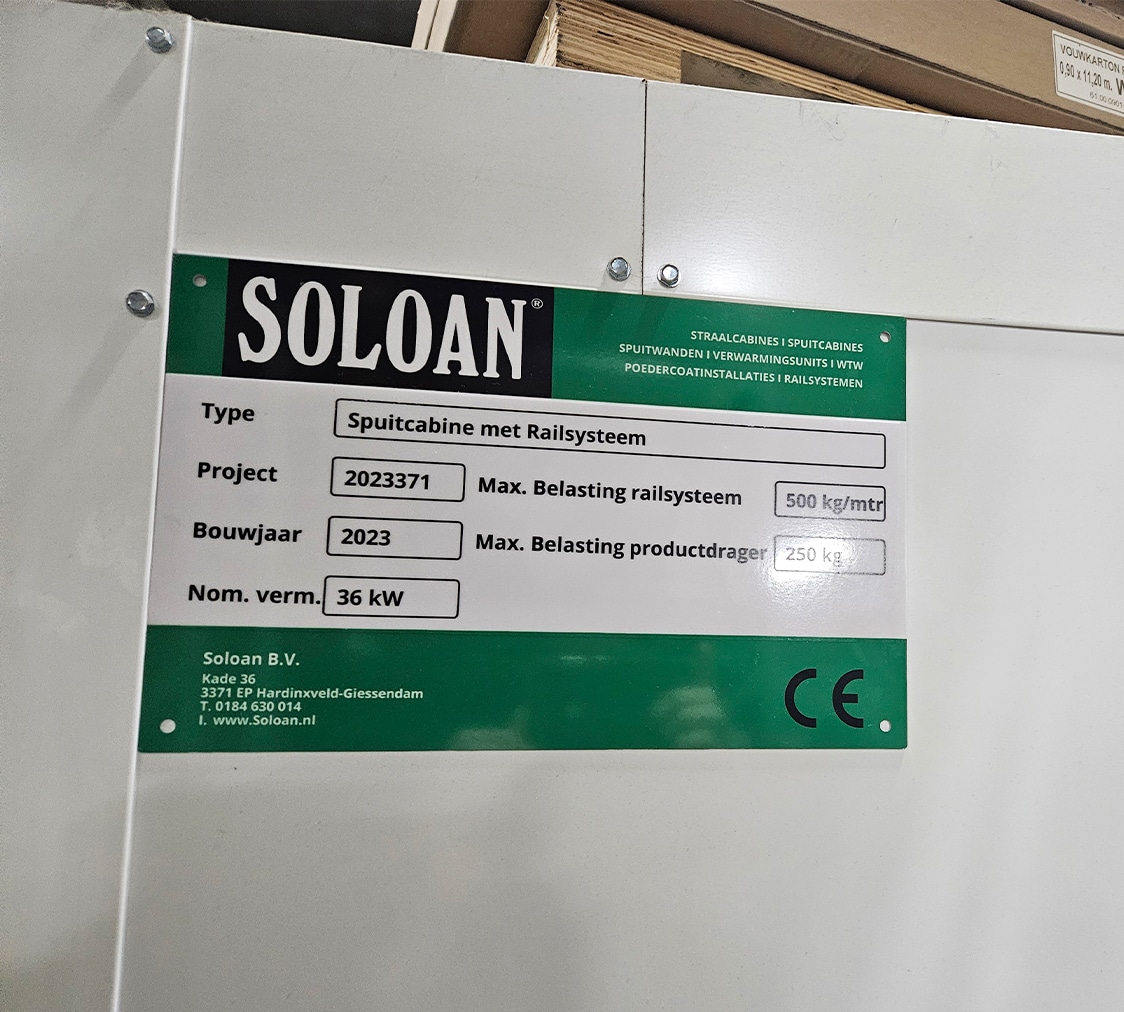 VOUWKARTON
0,90 x 11,20 m.
SOLOAN®
STRAALCABINES I SPUITCABINES
SPUITWANDEN I VERWARMINGSUNITS I WTW
POEDERCOATINSTALLATIES I RAILSYSTEMEN
Type Spuitcabine met Railsysteem
Project 2023371 Max. Belasting railsysteem 500 kg/mtr
Bouwjaar 2023 Max. Belasting productdrager 250 kg
Nom. verm. 36 kW
Soloan B.V.
Kade 36
3371 EP Hardinxveld-Giessendam
T. 0184 630 014
I. www.Soloan.nl
CE